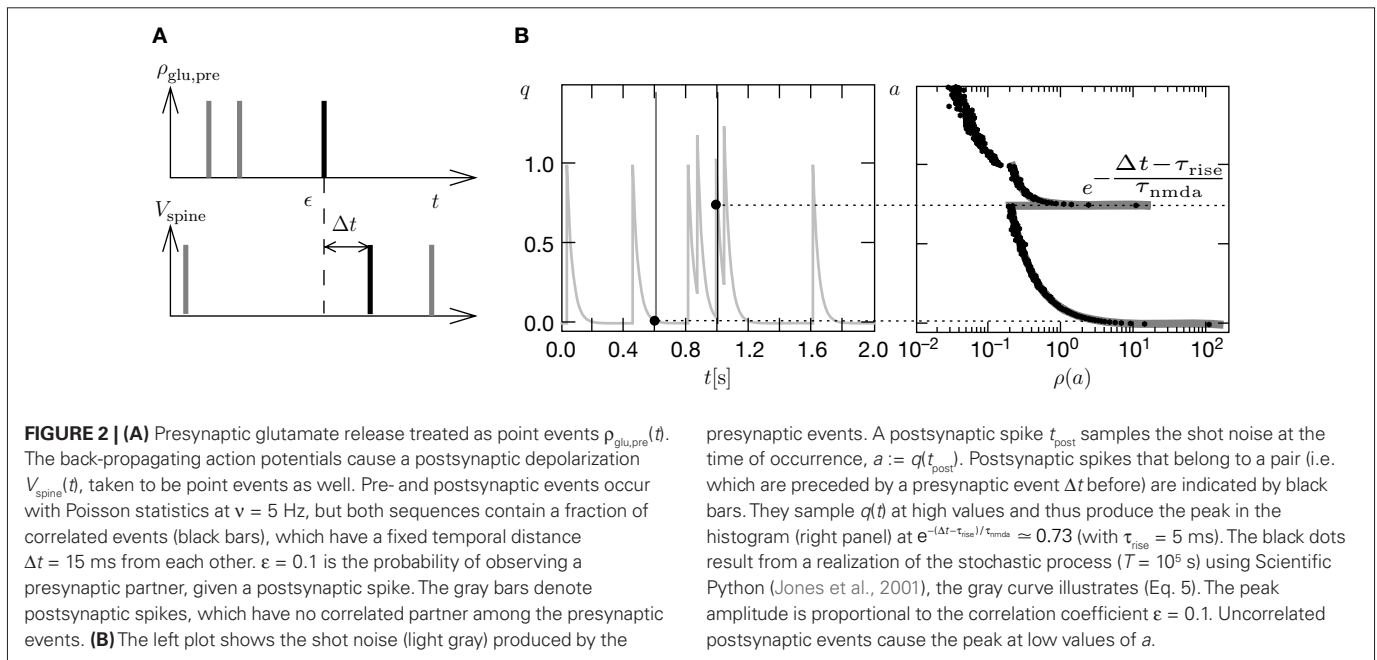 A
B
ρglu,pre
ϵ
t
Vspine
Δt
q
1.0
0.5
0.0
0.0 0.4 0.8 1.2 1.6 2.0
t[s]
a
e^−(Δt−τrise)/τnmda
10−2 10−1 100 101 102
ρ(a)
FIGURE 2 | (A) Presynaptic glutamate release treated as point events ρglu,pre(t).
The back-propagating action potentials cause a postsynaptic depolarization
Vspine(t), taken to be point events as well. Pre- and postsynaptic events occur
with Poisson statistics at ν = 5 Hz, but both sequences contain a fraction of
correlated events (black bars), which have a fixed temporal distance
Δt = 15 ms from each other. ε = 0.1 is the probability of observing a
presynaptic partner, given a postsynaptic spike. The gray bars denote
postsynaptic spikes, which have no correlated partner among the presynaptic
events. (B) The left plot shows the shot noise (light gray) produced by the
presynaptic events. A postsynaptic spike tpost samples the shot noise at the
time of occurrence, a := q(tpost). Postsynaptic spikes that belong to a pair (i.e.
which are preceded by a presynaptic event Δt before) are indicated by black
bars. They sample q(t) at high values and thus produce the peak in the
histogram (right panel) at e−(Δt−τrise)/τnmda ≃ 0.73 (with τrise = 5 ms). The black dots
result from a realization of the stochastic process (T = 10⁵ s) using Scientific
Python (Jones et al., 2001), the gray curve illustrates (Eq. 5). The peak
amplitude is proportional to the correlation coefficient ε = 0.1. Uncorrelated
postsynaptic events cause the peak at low values of a.